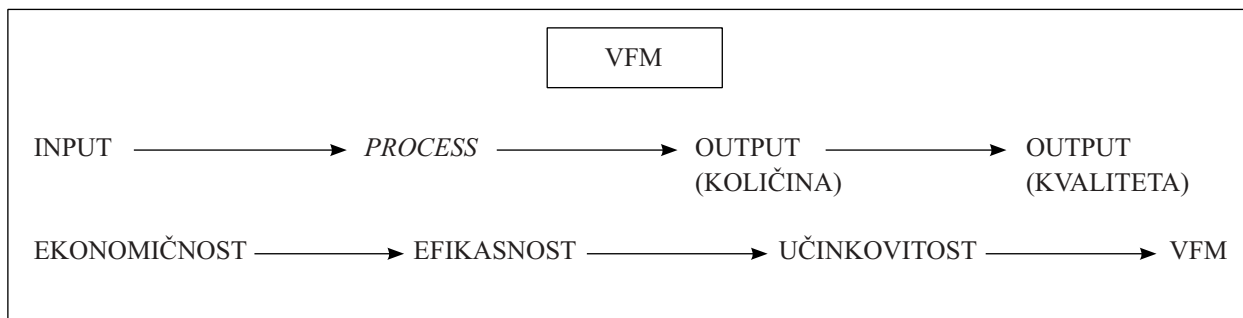 VFM
INPUT PROCESS OUTPUT OUTPUT
(KOLIČINA) (KVALITETA)
EKONOMIČNOST EFIKASNOST UČINKOVITOST VFM